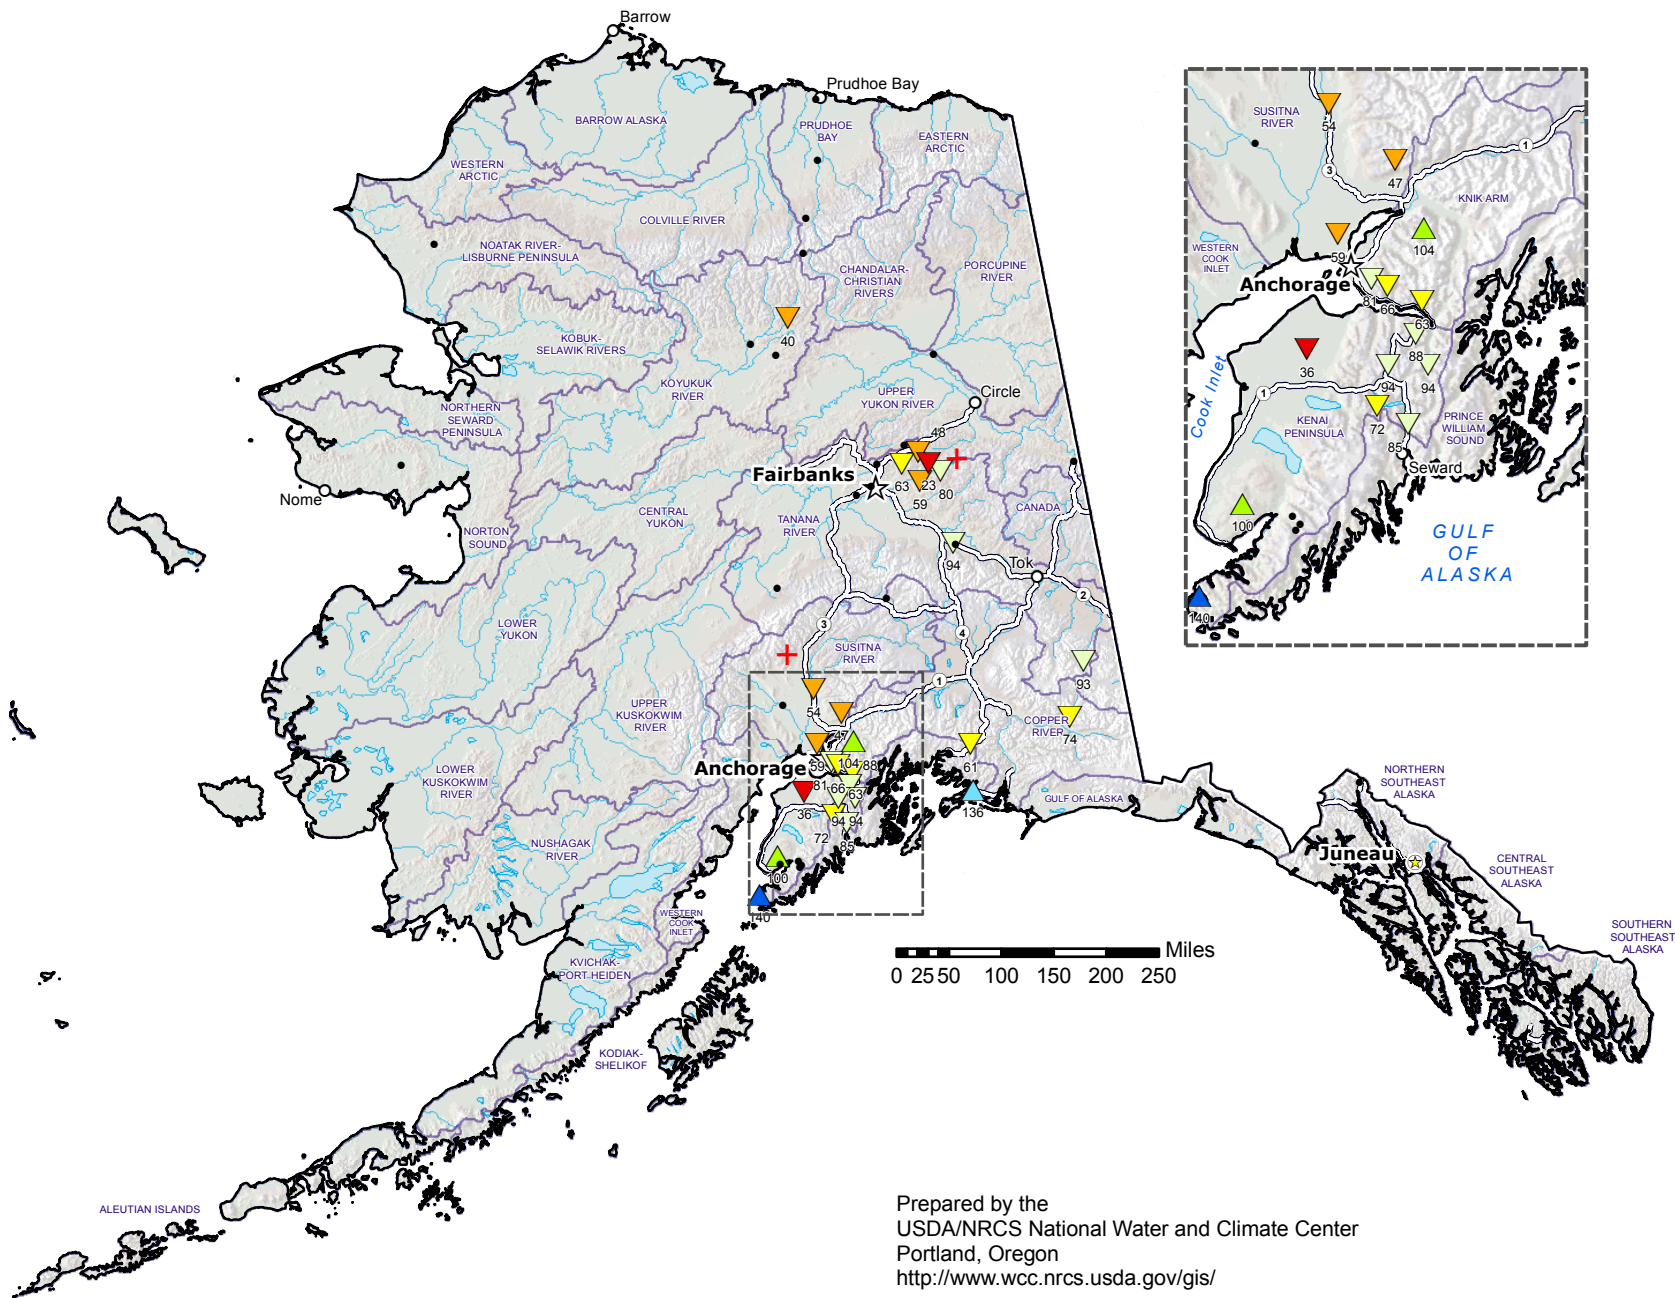 Barrow
Prudhoe Bay
BARROW ALASKA
PRUDHOE
BAY
EASTERN
ARCTIC
WESTERN
ARCTIC
COLVILLE RIVER
NOATAK RIVER-
LISBURNE PENINSULA
CHANDALAR-
CHRISTIAN
RIVERS
PORCUPINE
RIVER
40
KOBUK-
SELAWIK RIVERS
KOYUKUK
RIVER
UPPER
YUKON RIVER
Circle
NORTHERN
SEWARD
PENINSULA
48
Fairbanks
63
23
80
59
Nome
CENTRAL
YUKON
TANANA
RIVER
CANADA
NORTON
SOUND
94
Tok
2
LOWER
YUKON
3
4
SUSITNA
RIVER
93
1
54
UPPER
KUSKOKWIM
RIVER
COPPER
RIVER
74
47
59
104
88
61
Anchorage
81
66
63
36
94
94
72
85
136
GULF OF ALASKA
LOWER
KUSKOKWIM
RIVER
NUSHAGAK
RIVER
100
140
WESTERN
COOK
INLET
KVICHAK-
PORT HEIDEN
KODIAK-
SHELIKOF
ALEUTIAN ISLANDS
NORTHERN
SOUTHEAST
ALASKA
Juneau
CENTRAL
SOUTHEAST
ALASKA
SOUTHERN
SOUTHEAST
ALASKA
Miles
0 25 50 100 150 200 250
SUSITNA
RIVER
54
1
3
47
KNIK ARM
WESTERN
COOK
INLET
59
104
Anchorage
81
66
63
88
36
94
94
Cook Inlet
1
KENAI
PENINSULA
72
PRINCE
WILLIAM
SOUND
85
Seward
100
GULF
OF
ALASKA
140
Prepared by the
USDA/NRCS National Water and Climate Center
Portland, Oregon
http://www.wcc.nrcs.usda.gov/gis/